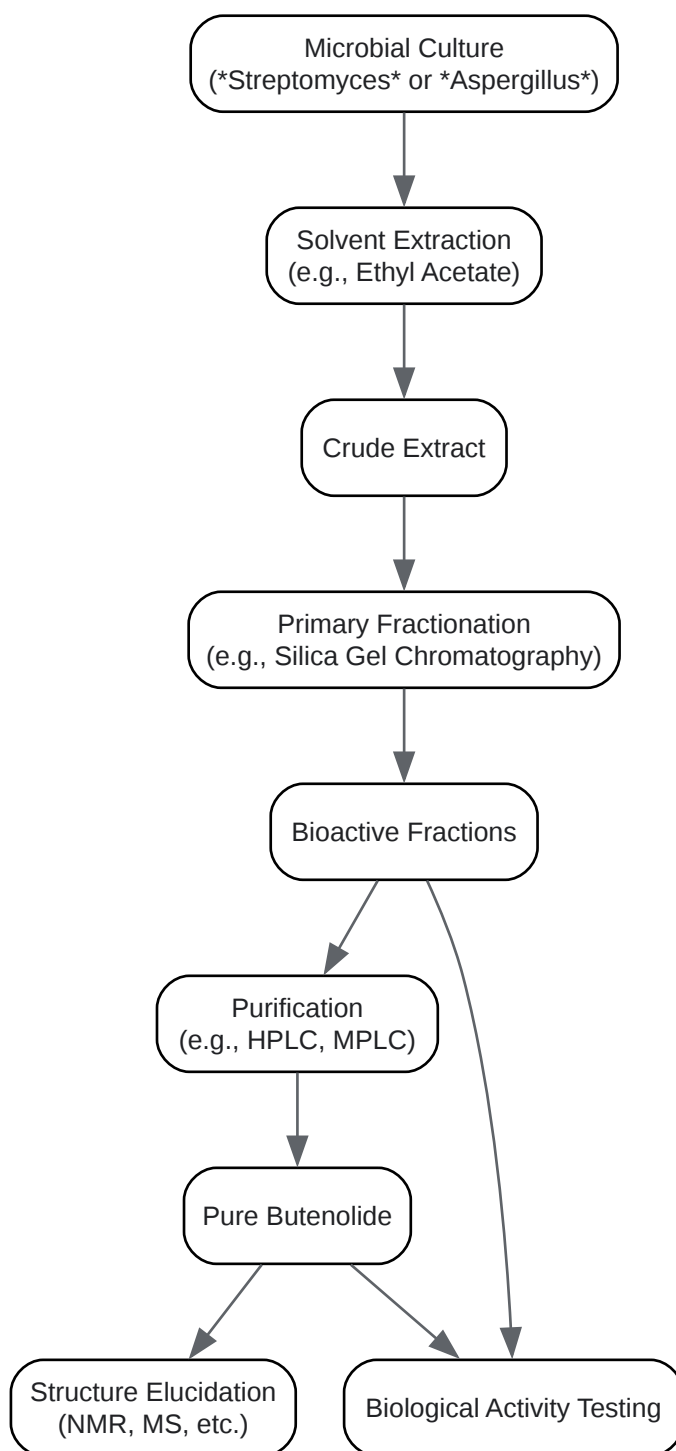 Microbial Culture
(*Streptomyces* or *Aspergillus*)
Solvent Extraction
(e.g., Ethyl Acetate)
Crude Extract
Primary Fractionation
(e.g., Silica Gel Chromatography)
Bioactive Fractions
Purification
(e.g., HPLC, MPLC)
Pure Butenolide
Structure Elucidation
(NMR, MS, etc.)
Biological Activity Testing